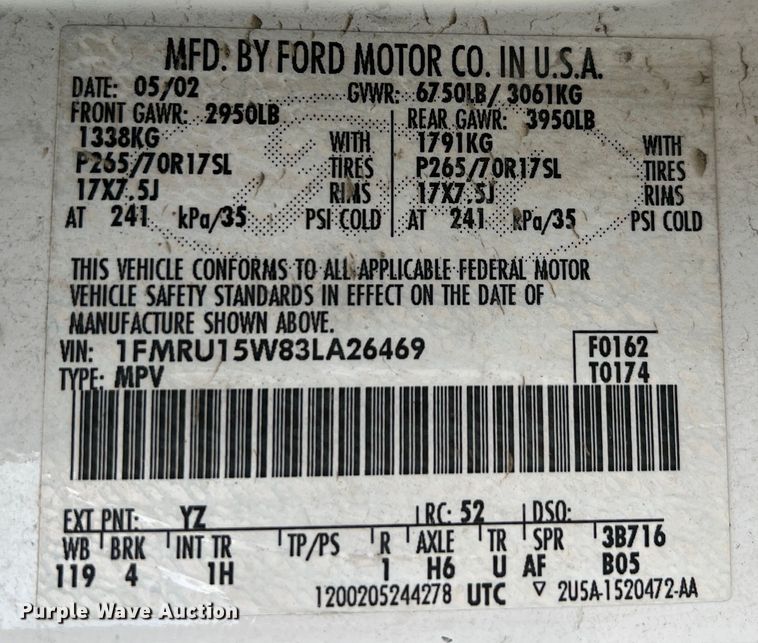 MFD. BY FORD MOTOR CO. IN U.S.A.
DATE: 05/02 GVWR: 6750LB/ 3061KG
FRONT GAWR: 2950LB REAR GAWR: 3950LB
1338KG WITH 1791KG WITH
P265/70R17SL TIRES P265/70R17SL TIRES
17X7.5J RIMS 17X7.5J RIMS
AT 241 kPa/35 PSI COLD AT 241 kPa/35 PSI COLD
THIS VEHICLE CONFORMS TO ALL APPLICABLE FEDERAL MOTOR
VEHICLE SAFETY STANDARDS IN EFFECT ON THE DATE OF
MANUFACTURE SHOWN ABOVE.
VIN: 1FMRU15W83LA26469 F0162
TYPE: MPV T0174
EXT PNT: YZ RC: 52 DSO:
WB BRK INT TR TP/PS R AXLE TR SPR 3B716
119 4 1H 1 H6 U AF B05
1200205244278 UTC ▽ 2U5A-1520472-AA
Purple Wave Auction